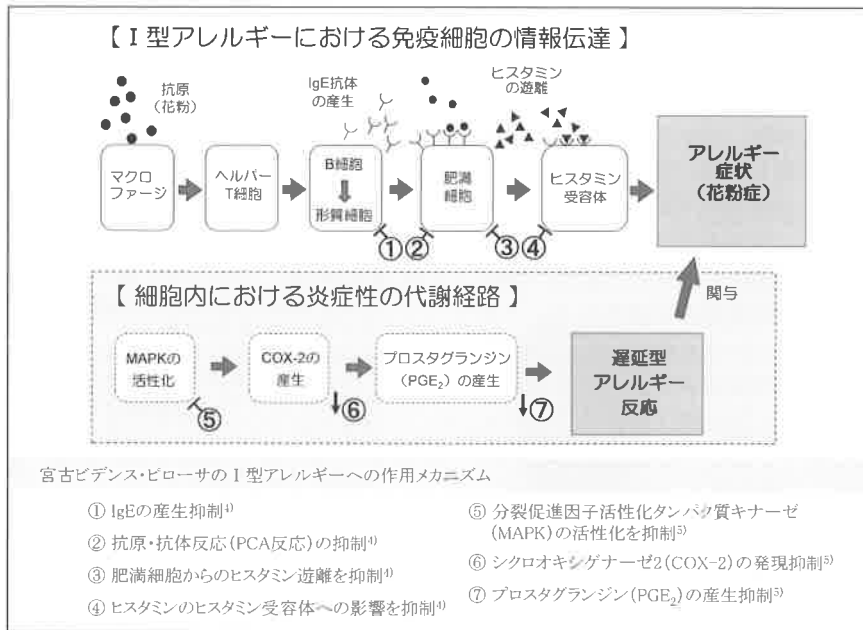 【 Ⅰ 型アレルギーにおける免疫細胞の情報伝達 】
抗原
(花粉)
IgE抗体
の産生
ヒスタミン
の遊離
マクロ
ファージ
ヘルパー
T細胞
B細胞
形質細胞
肥満
細胞
ヒスタミン
受容体
アレルギー
症状
(花粉症)
① ② ③ ④
【 細胞内における炎症性の代謝経路 】
関与
MAPKの
活性化
COX-2の
産生
プロスタグランジン
(PGE₂)の産生
遅延型
アレルギー
反応
⑤ ⑥ ⑦
宮古ビデンス・ピローサのⅠ型アレルギーへの作用メカニズム
① IgEの産生抑制⁴⁾
② 抗原・抗体反応(PCA反応)の抑制⁴⁾
③ 肥満細胞からのヒスタミン遊離を抑制⁴⁾
④ ヒスタミンのヒスタミン受容体への影響を抑制⁴⁾
⑤ 分裂促進因子活性化タンパク質キナーゼ
(MAPK)の活性化を抑制⁵⁾
⑥ シクロオキシゲナーゼ2(COX-2)の発現抑制⁵⁾
⑦ プロスタグランジン(PGE₂)の産生抑制⁵⁾